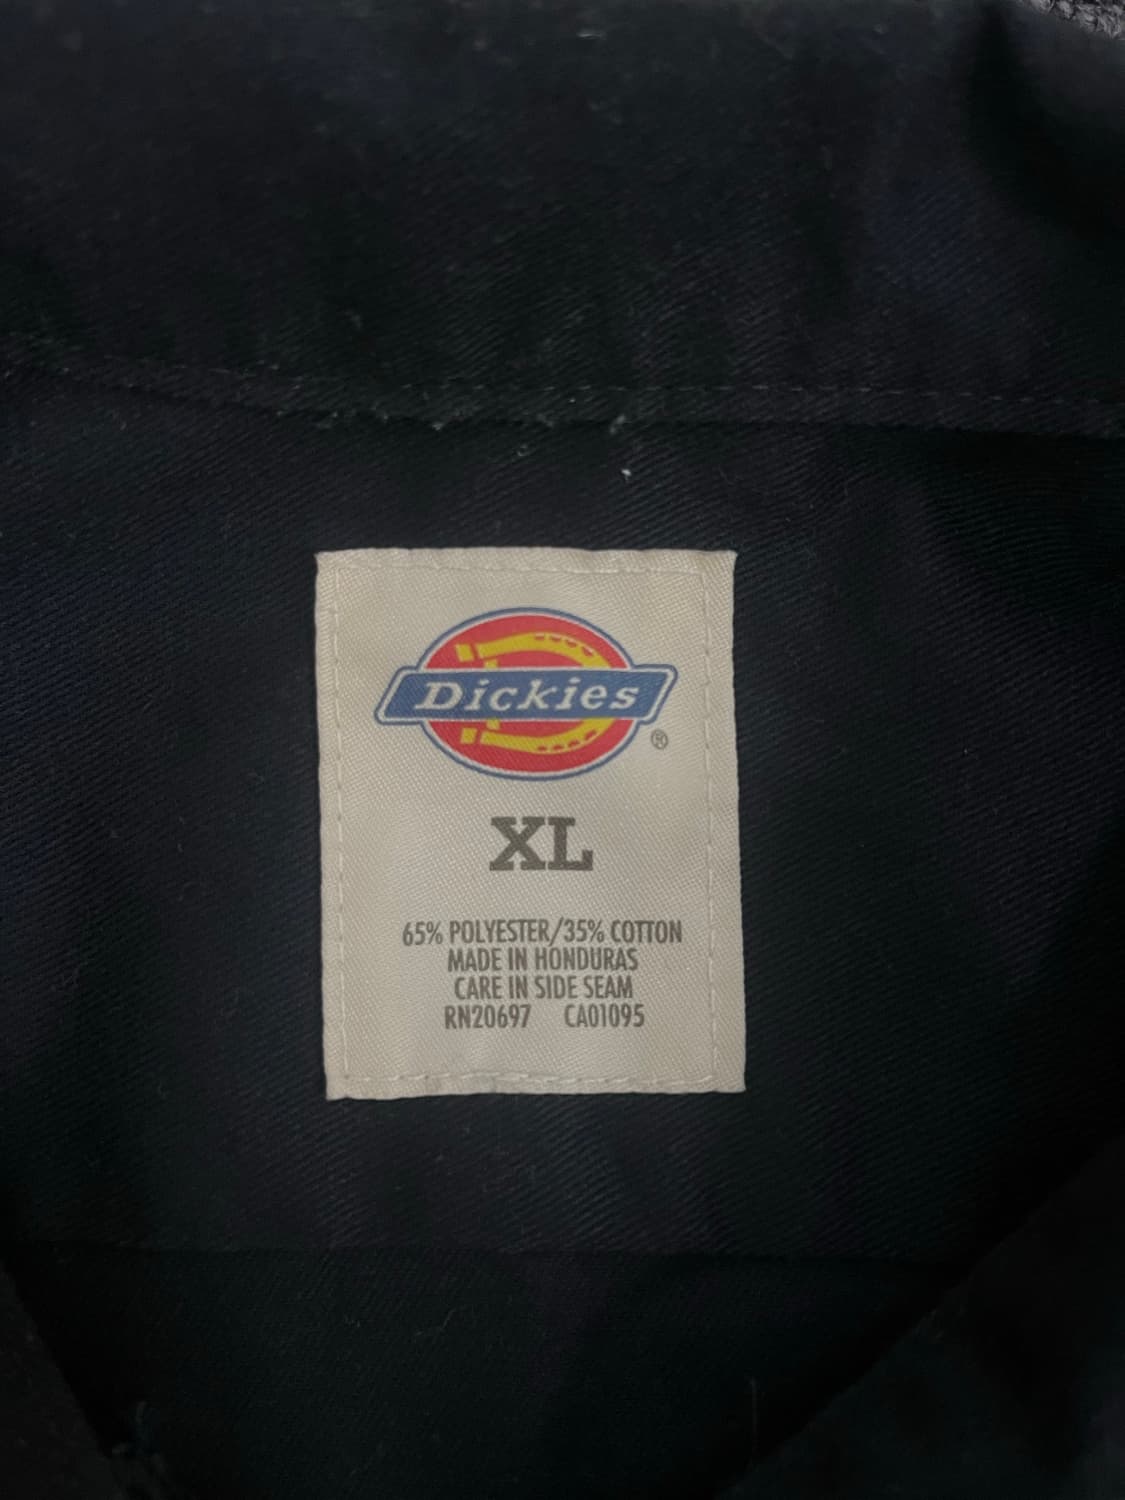 Dickies
®
XL
65% POLYESTER/35% COTTON
MADE IN HONDURAS
CARE IN SIDE SEAM
RN20697 CA01095